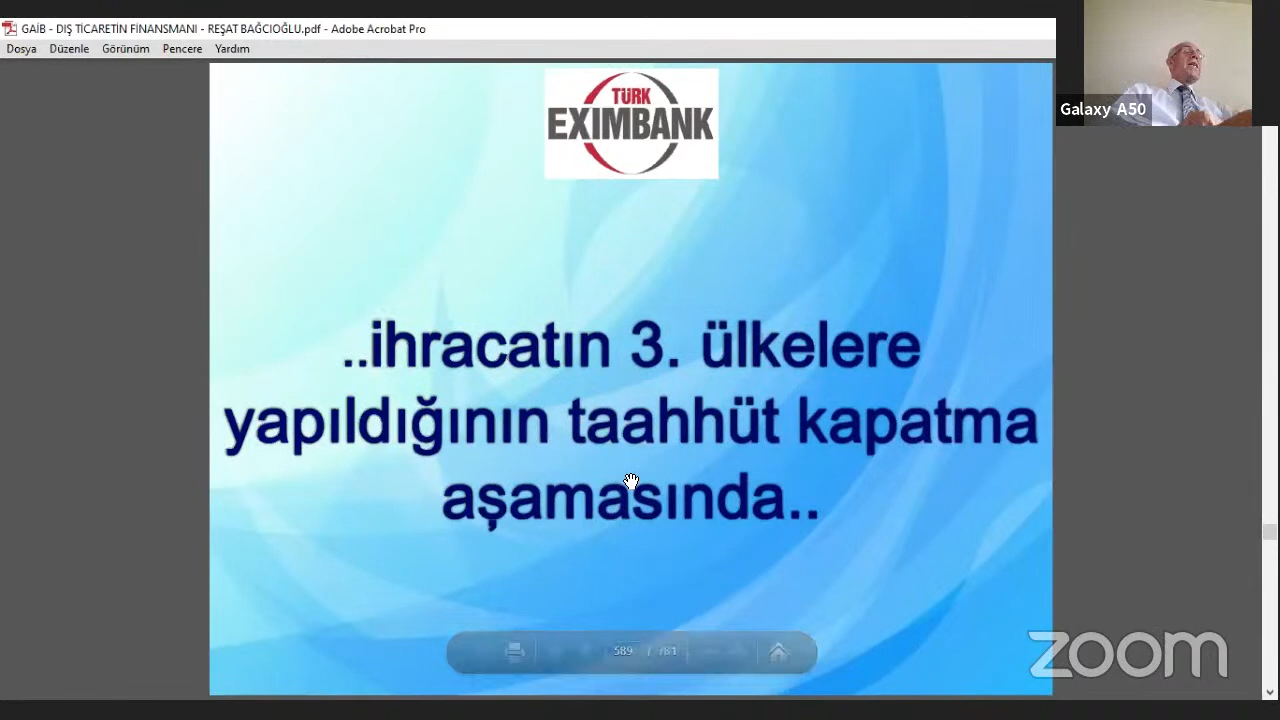 GAİB - DIŞ TİCARETİN FİNANSMANI - REŞAT BAĞCIOĞLU.pdf - Adobe Acrobat Pro
Dosya Düzenle Görünüm Pencere Yardım
Galaxy A50
TÜRK
EXIMBANK
..ihracatın 3. ülkelere
yapıldığının taahhüt kapatma
aşamasında..
589 / 781
zoom